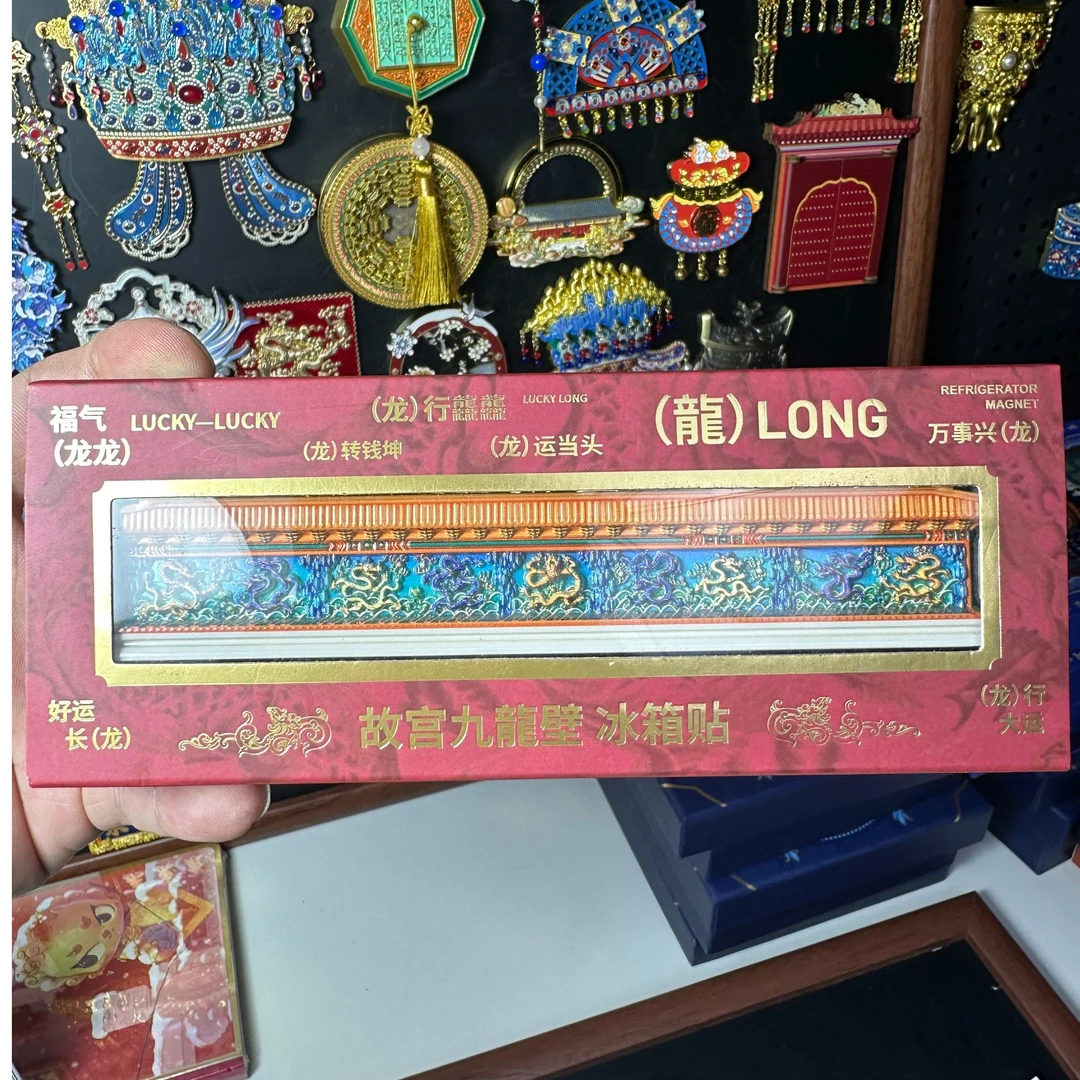 福气
(龙龙)
LUCKY—LUCKY
(龙)行龘龘
LUCKY LONG
(龙)转钱坤
(龙)运当头
(龍)LONG
REFRIGERATOR
MAGNET
万事兴(龙)
好运
长(龙)
故宫九龍壁 冰箱贴
(龙)行
大运